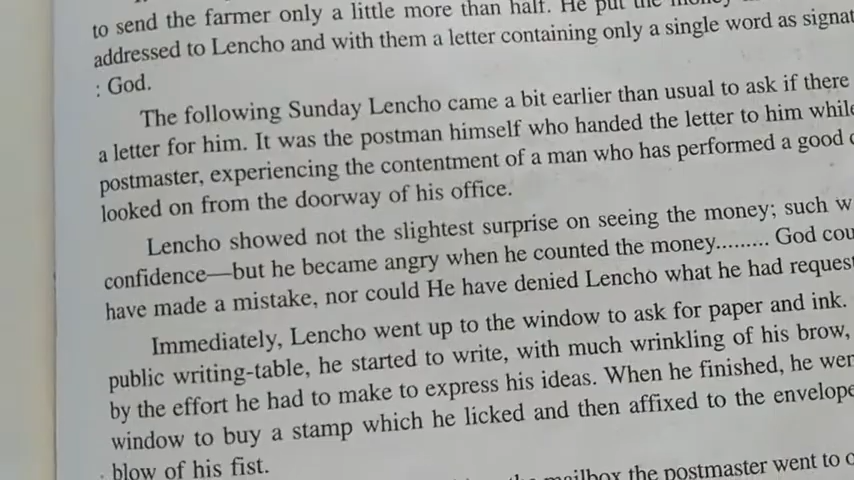 to send the farmer only a little more than half. He put the money
addressed to Lencho and with them a letter containing only a single word as
: God.
The following Sunday Lencho came a bit earlier than usual to ask if there
a letter for him. It was the postman himself who handed the letter to him while
postmaster, experiencing the contentment of a man who has performed a good
looked on from the doorway of his office.
Lencho showed not the slightest surprise on seeing the money; such
confidence—but he became angry when he counted the money......... God
have made a mistake, nor could He have denied Lencho what he had
Immediately, Lencho went up to the window to ask for paper and ink.
public writing-table, he started to write, with much wrinkling of his brow,
by the effort he had to make to express his ideas. When he finished, he
window to buy a stamp which he licked and then affixed to the envelope
blow of his fist.
the mailbox the postmaster went to